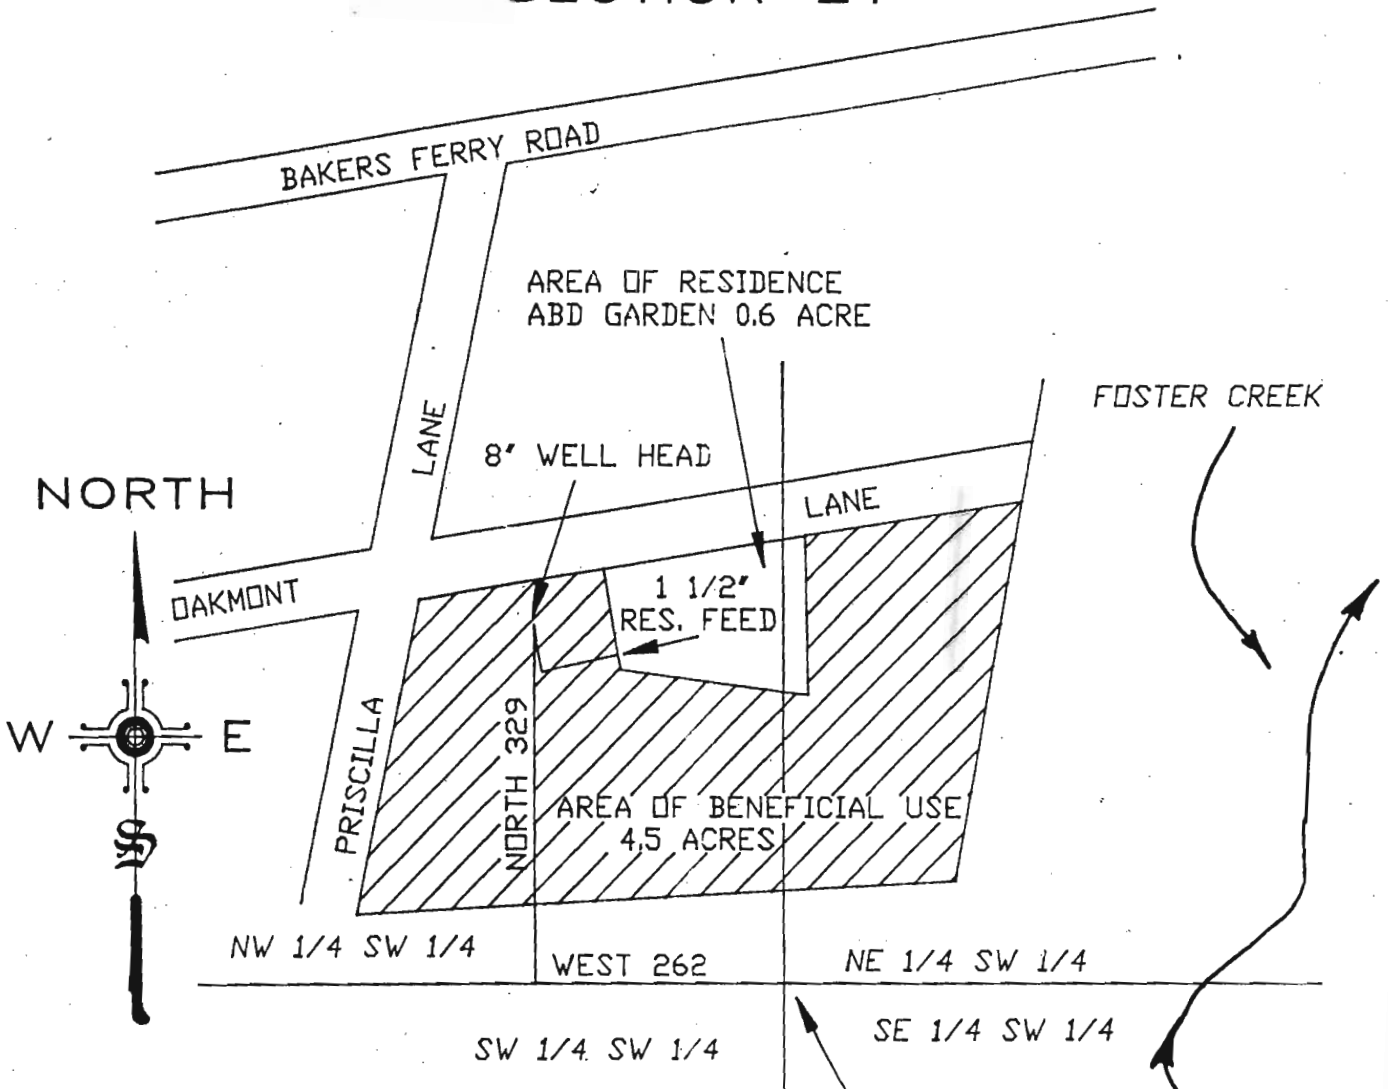 BAKERS FERRY ROAD
AREA OF RESIDENCE
ABD GARDEN 0.6 ACRE
FOSTER CREEK
LANE
8" WELL HEAD
NORTH
LANE
1 1/2"
RES. FEED
OAKMONT
W
E
PRISCILLA
NORTH 329
AREA OF BENEFICIAL USE
4.5 ACRES
NW 1/4 SW 1/4
WEST 262
NE 1/4 SW 1/4
SE 1/4 SW 1/4
SW 1/4 SW 1/4